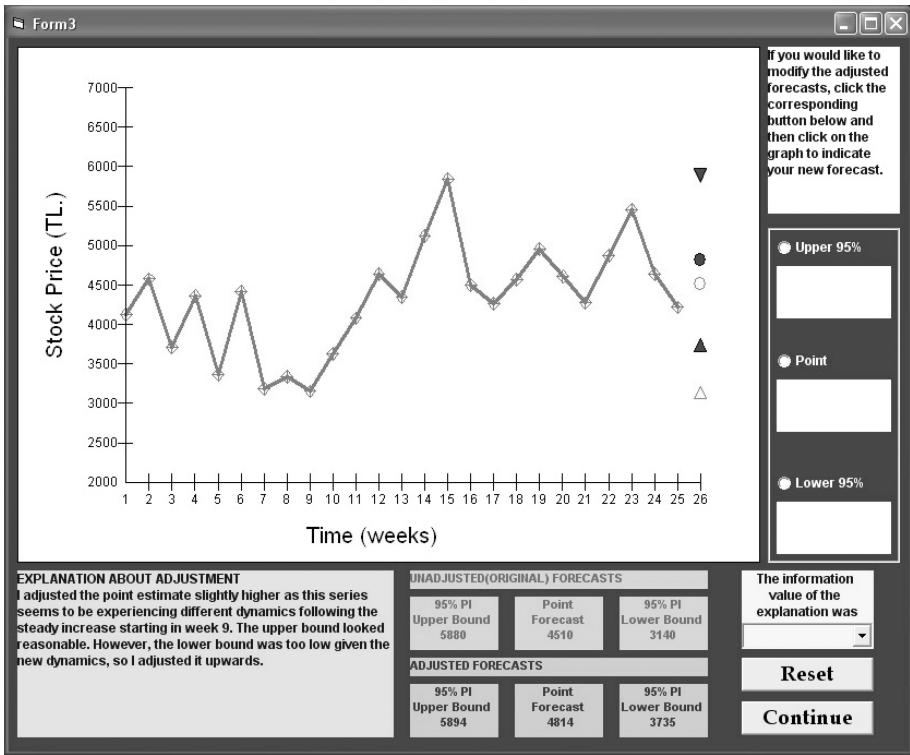 Form3
If you would like to
modify the adjusted
forecasts, click the
corresponding
button below and
then click on the
graph to indicate
your new forecast.
7000
6500
6000
5500
5000
4500
4000
3500
3000
2500
2000
Stock Price (TL.)
1 2 3 4 5 6 7 8 9 10 11 12 13 14 15 16 17 18 19 20 21 22 23 24 25 26
Time (weeks)
Upper 95%
Point
Lower 95%
EXPLANATION ABOUT ADJUSTMENT
I adjusted the point estimate slightly higher as this series
seems to be experiencing different dynamics following the
steady increase starting in week 9. The upper bound looked
reasonable. However, the lower bound was too low given the
new dynamics, so I adjusted it upwards.
UNADJUSTED(ORIGINAL) FORECASTS
95% PI
Upper Bound
5880
Point
Forecast
4510
95% PI
Lower Bound
3140
ADJUSTED FORECASTS
95% PI
Upper Bound
5894
Point
Forecast
4814
95% PI
Lower Bound
3735
The information
value of the
explanation was
Reset
Continue